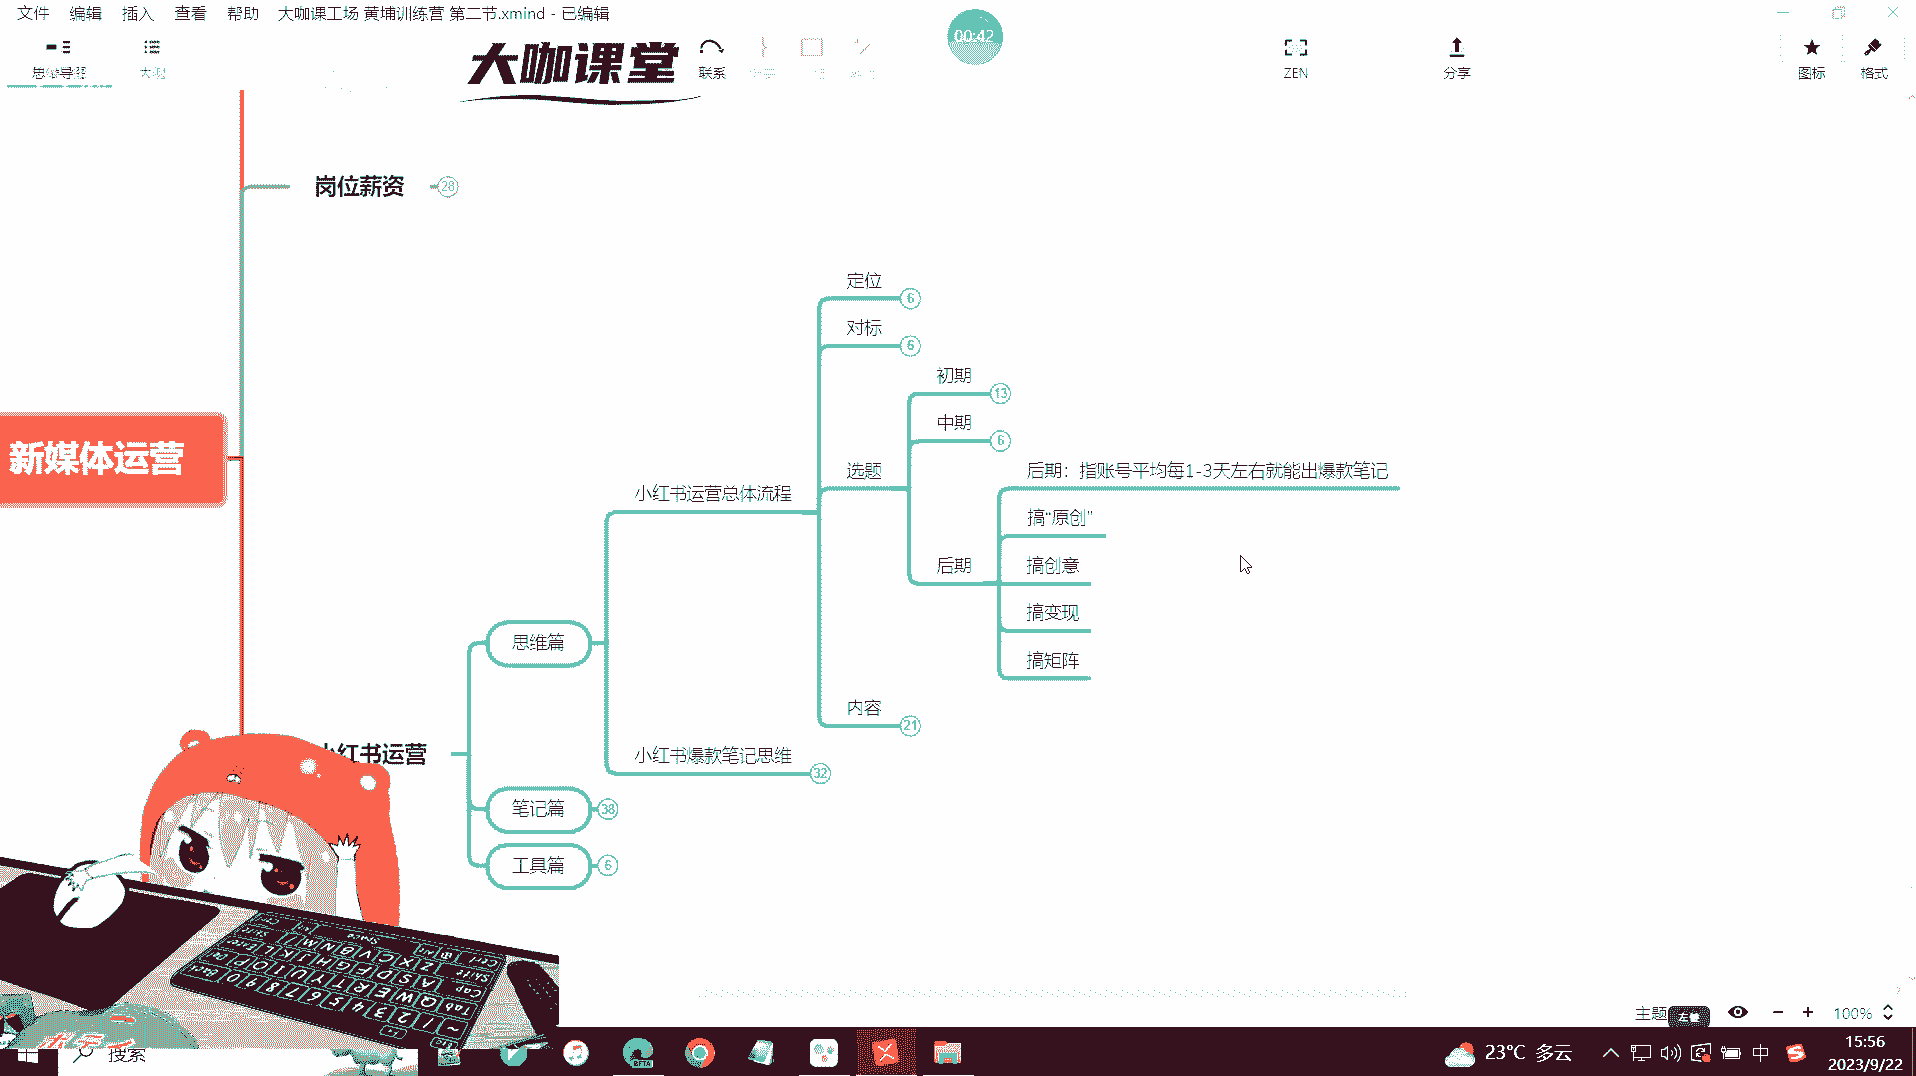 文件 编辑 插入 查看 帮助 大咖课工场 黄埔训练营 第二节.xmind - 已编辑
思维导图
大纲
大咖课堂
联系
00:42
ZEN
分享
图标
格式
岗位薪资 28
定位 6
对标 6
初期 13
中期 6
新媒体运营
选题
后期：指账号平均每1-3天左右就能出爆款笔记
小红书运营总体流程
搞“原创”
后期
搞创意
搞变现
思维篇
搞矩阵
内容 21
小红书运营
小红书爆款笔记思维 32
笔记篇 38
工具篇 6
主题
100%
搜索
BETA
23°C 多云
中
15:56
2023/9/22